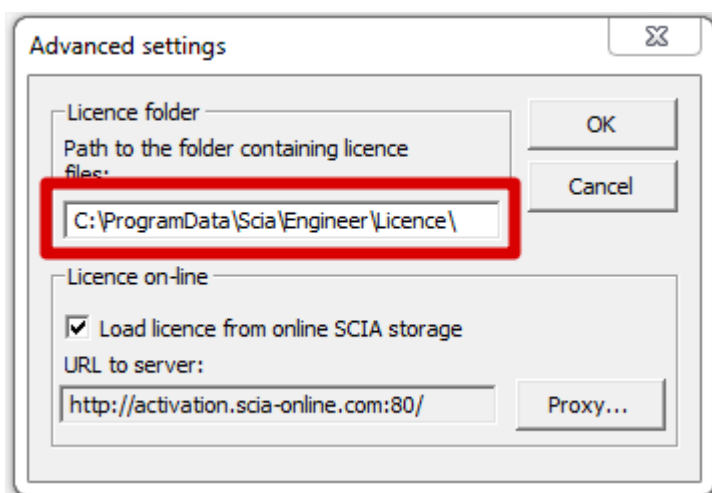 Advanced settings
Licence folder
OK
Path to the folder containing licence
files:
Cancel
C:\ProgramData\Scia\Engineer\Licence\
Licence on-line
Load licence from online SCIA storage
URL to server:
http://activation.scia-online.com:80/
Proxy...